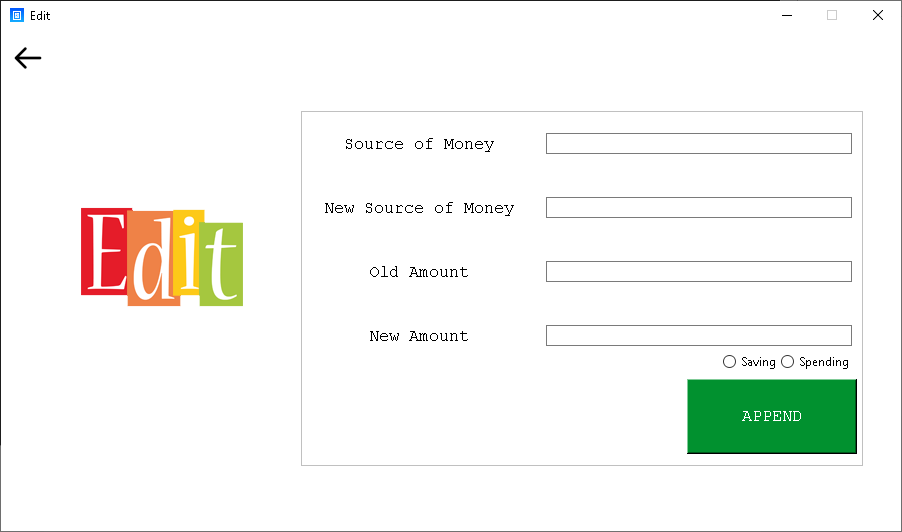 Edit
Edit
Source of Money
New Source of Money
Old Amount
New Amount
Saving Spending
APPEND